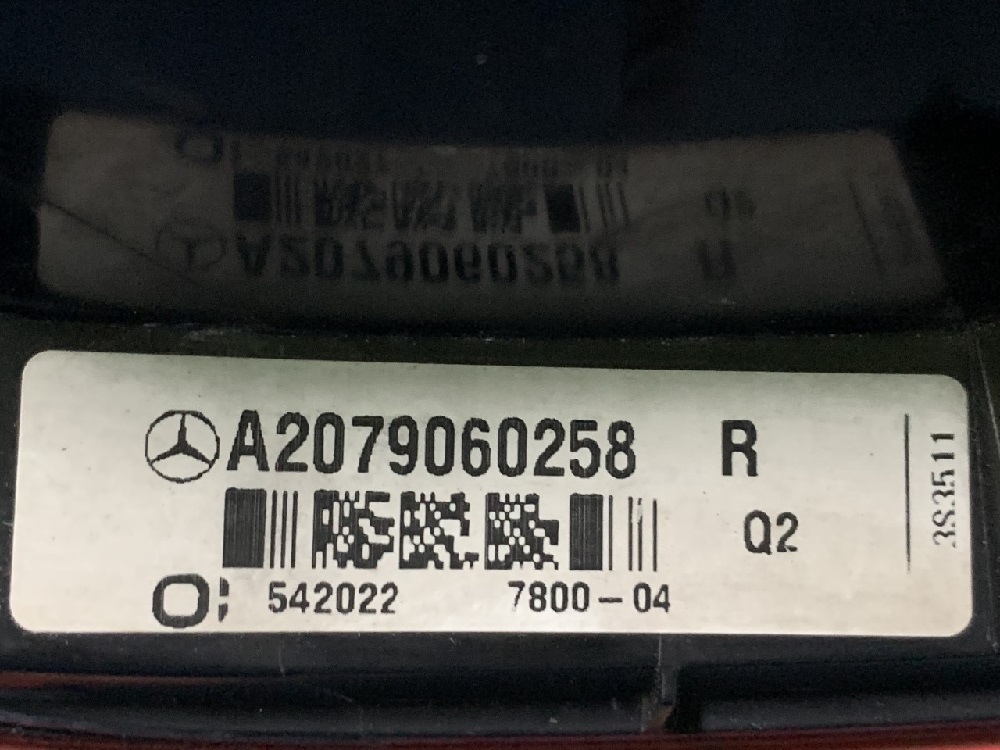 A2079060258 R
Q2
O; 542022 7800-04
3S3511